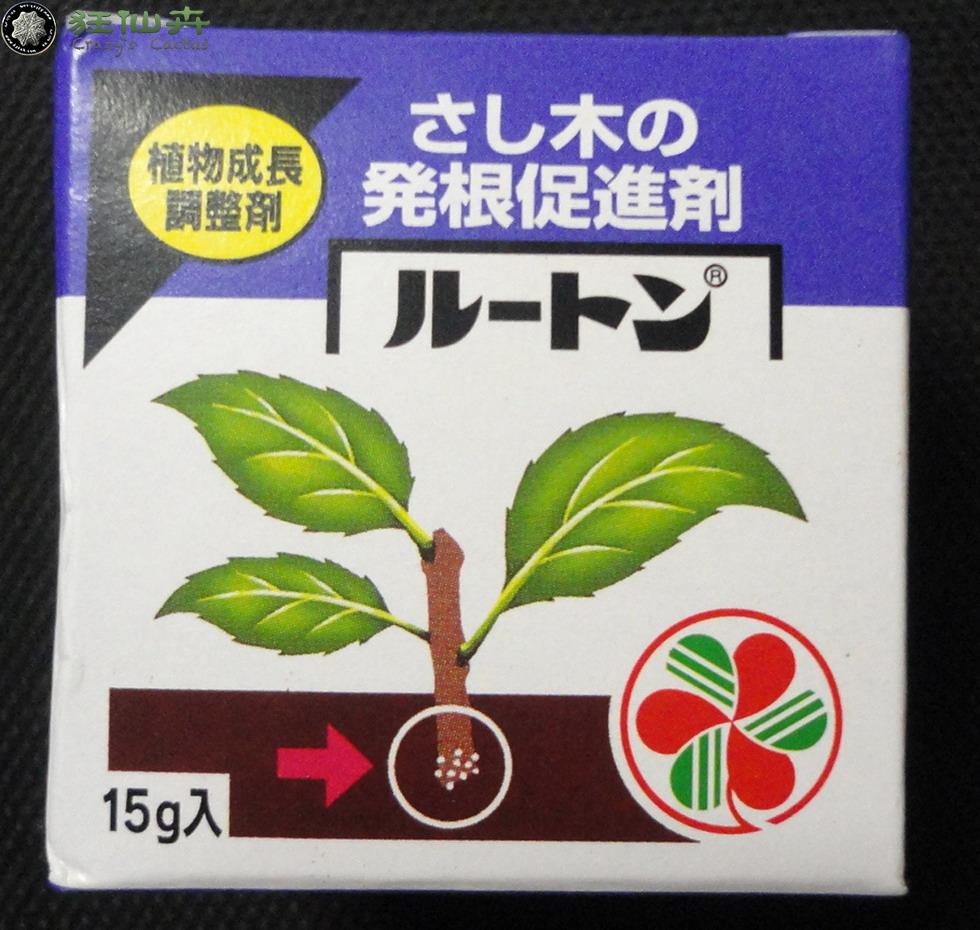 狂仙卉
Crazy's Cactus
植物成長
調整剤
さし木の
発根促進剤
ルートン®
15g入